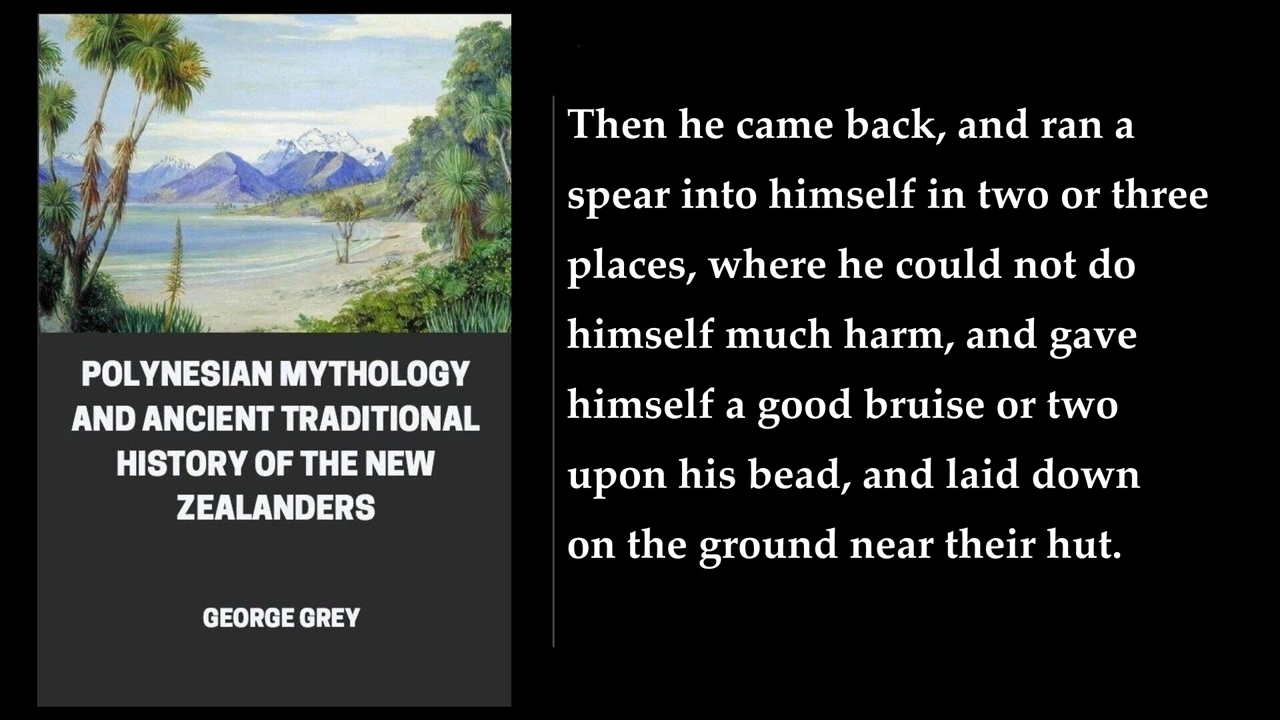 POLYNESIAN MYTHOLOGY
AND ANCIENT TRADITIONAL
HISTORY OF THE NEW
ZEALANDERS
GEORGE GREY
Then he came back, and ran a
spear into himself in two or three
places, where he could not do
himself much harm, and gave
himself a good bruise or two
upon his bead, and laid down
on the ground near their hut.